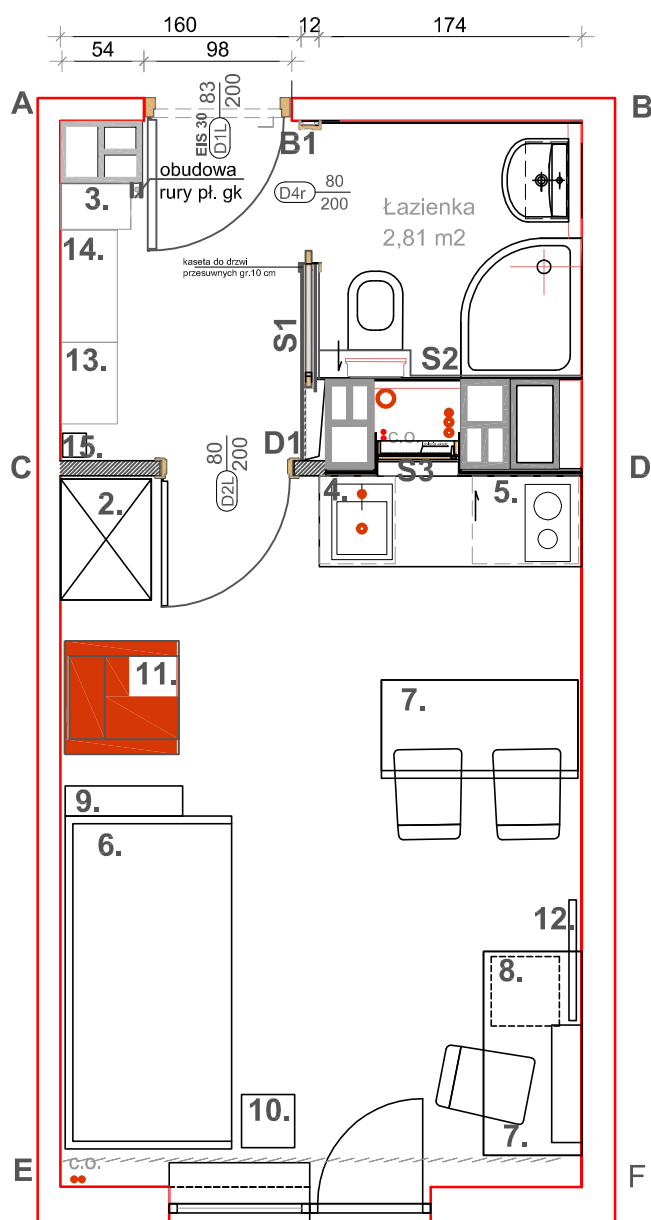 160 12 174
54 98
A
B
83
200
EIS 30
D1L
B1
obudowa
rury pł. gk
D4r
80
200
3.
Łazienka
2,81 m2
14.
kaseta do drzwi
przesuwnych gr.10 cm
S1
13.
S2
15.
D1
c.o.
S3
C
D
80
200
D2L
2.
4.
5.
11.
7.
9.
6.
12.
8.
10.
7.
E
c.o.
F